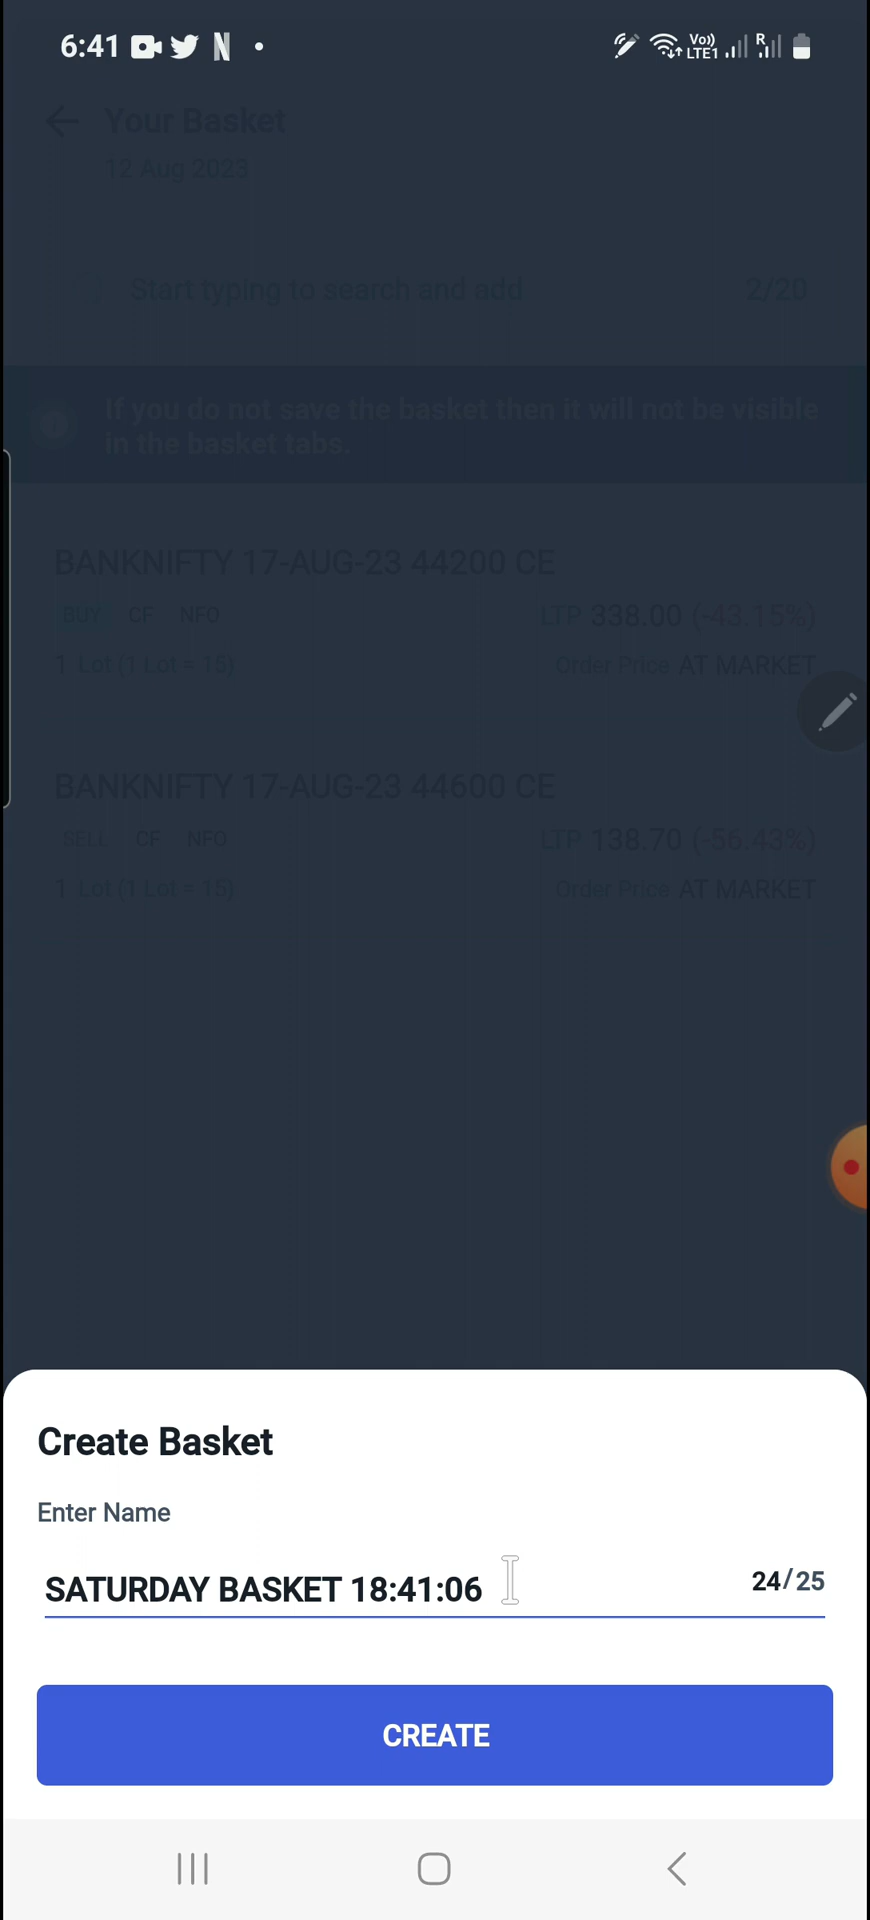 6:41
Vo))
LTE1
R
Your Basket
12 Aug 2023
Start typing to search and add
2/20
If you do not save the basket then it will not be visible
in the basket tabs.
BANKNIFTY 17-AUG-23 44200 CE
BUY CF NFO
LTP 338.00 (-43.15%)
1 Lot (1 Lot = 15)
Order Price AT MARKET
BANKNIFTY 17-AUG-23 44600 CE
SELL CF NFO
LTP 138.70 (-56.43%)
1 Lot (1 Lot = 15)
Order Price AT MARKET
Create Basket
Enter Name
SATURDAY BASKET 18:41:06
24/25
CREATE